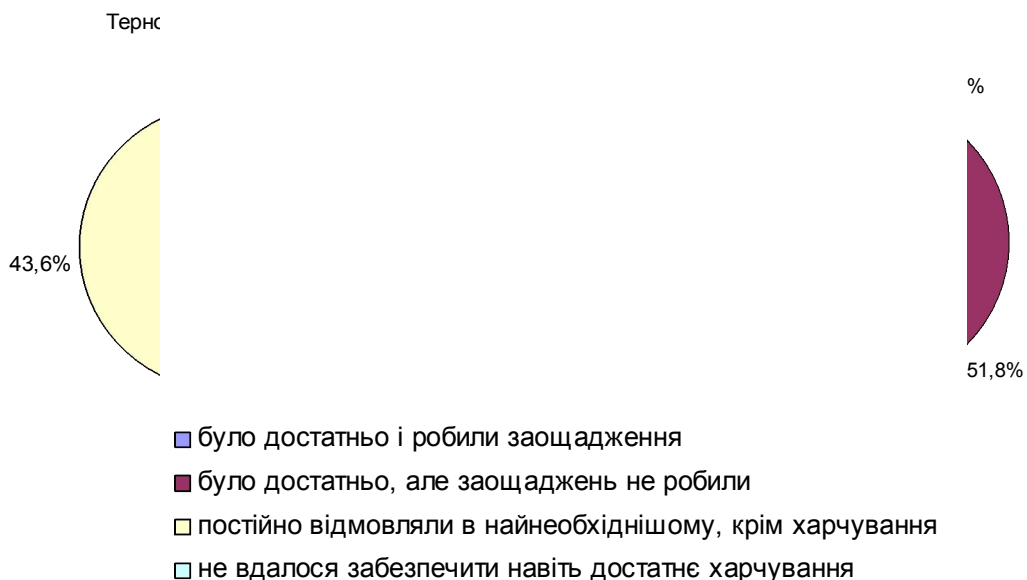 %
43,6%
51,8%
було достатньо і робили заощадження
було достатньо, але заощаджень не робили
постійно відмовляли в найнеобхіднішому, крім харчування
не вдалося забезпечити навіть достатнє харчування